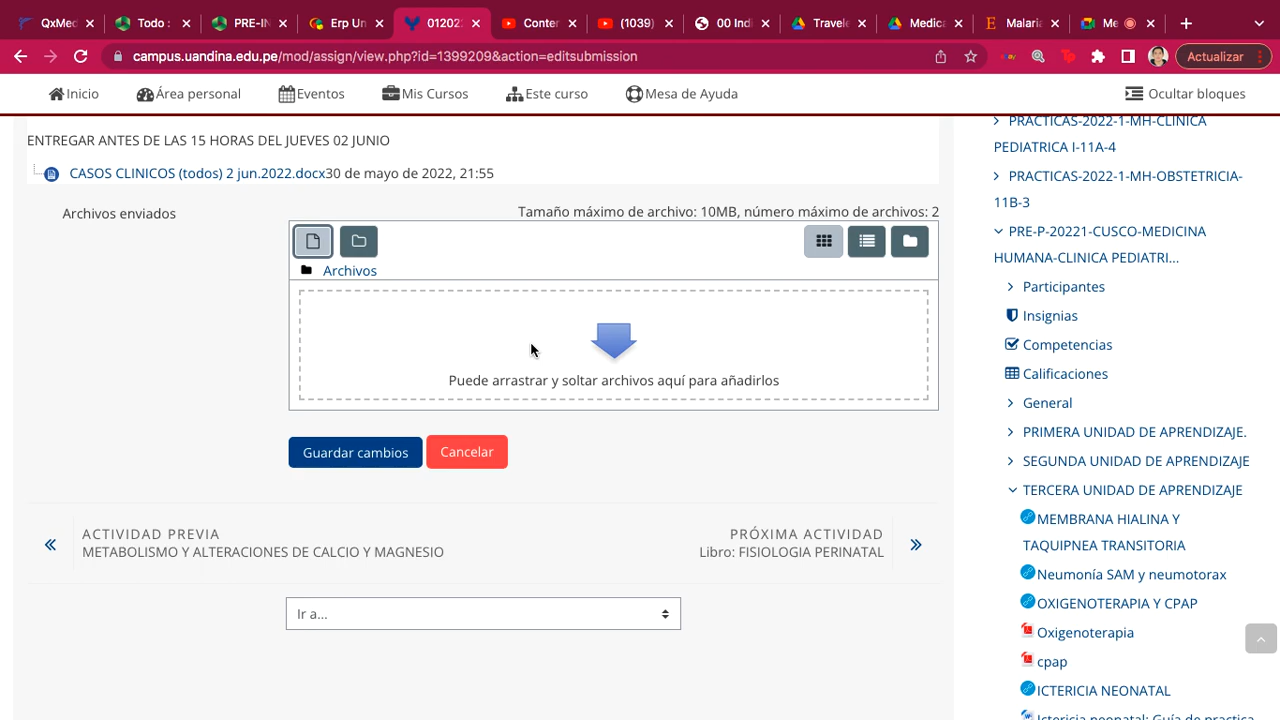 QxMed
Todo :
PRE-IN
Erp Un
01202
Conter
(1039)
00 Indi
Travele
Medica
Malaria
Me
Actualizar
campus.uandina.edu.pe/mod/assign/view.php?id=1399209&action=editsubmission
Inicio
Área personal
Eventos
Mis Cursos
Este curso
Mesa de Ayuda
Ocultar bloques
ENTREGAR ANTES DE LAS 15 HORAS DEL JUEVES 02 JUNIO
CASOS CLINICOS (todos) 2 jun.2022.docx30 de mayo de 2022, 21:55
Archivos enviados
Tamaño máximo de archivo: 10MB, número máximo de archivos: 2
Archivos
Puede arrastrar y soltar archivos aquí para añadirlos
Guardar cambios
Cancelar
ACTIVIDAD PREVIA
METABOLISMO Y ALTERACIONES DE CALCIO Y MAGNESIO
PRÓXIMA ACTIVIDAD
Libro: FISIOLOGIA PERINATAL
Ir a...
PRACTICAS-2022-1-MH-CLINICA
PEDIATRICA I-11A-4
PRACTICAS-2022-1-MH-OBSTETRICIA-
11B-3
PRE-P-20221-CUSCO-MEDICINA
HUMANA-CLINICA PEDIATRI...
Participantes
Insignias
Competencias
Calificaciones
General
PRIMERA UNIDAD DE APRENDIZAJE.
SEGUNDA UNIDAD DE APRENDIZAJE
TERCERA UNIDAD DE APRENDIZAJE
MEMBRANA HIALINA Y
TAQUIPNEA TRANSITORIA
Neumonía SAM y neumotorax
OXIGENOTERAPIA Y CPAP
Oxigenoterapia
cpap
ICTERICIA NEONATAL
Ictericia neonatal: Guía de practica